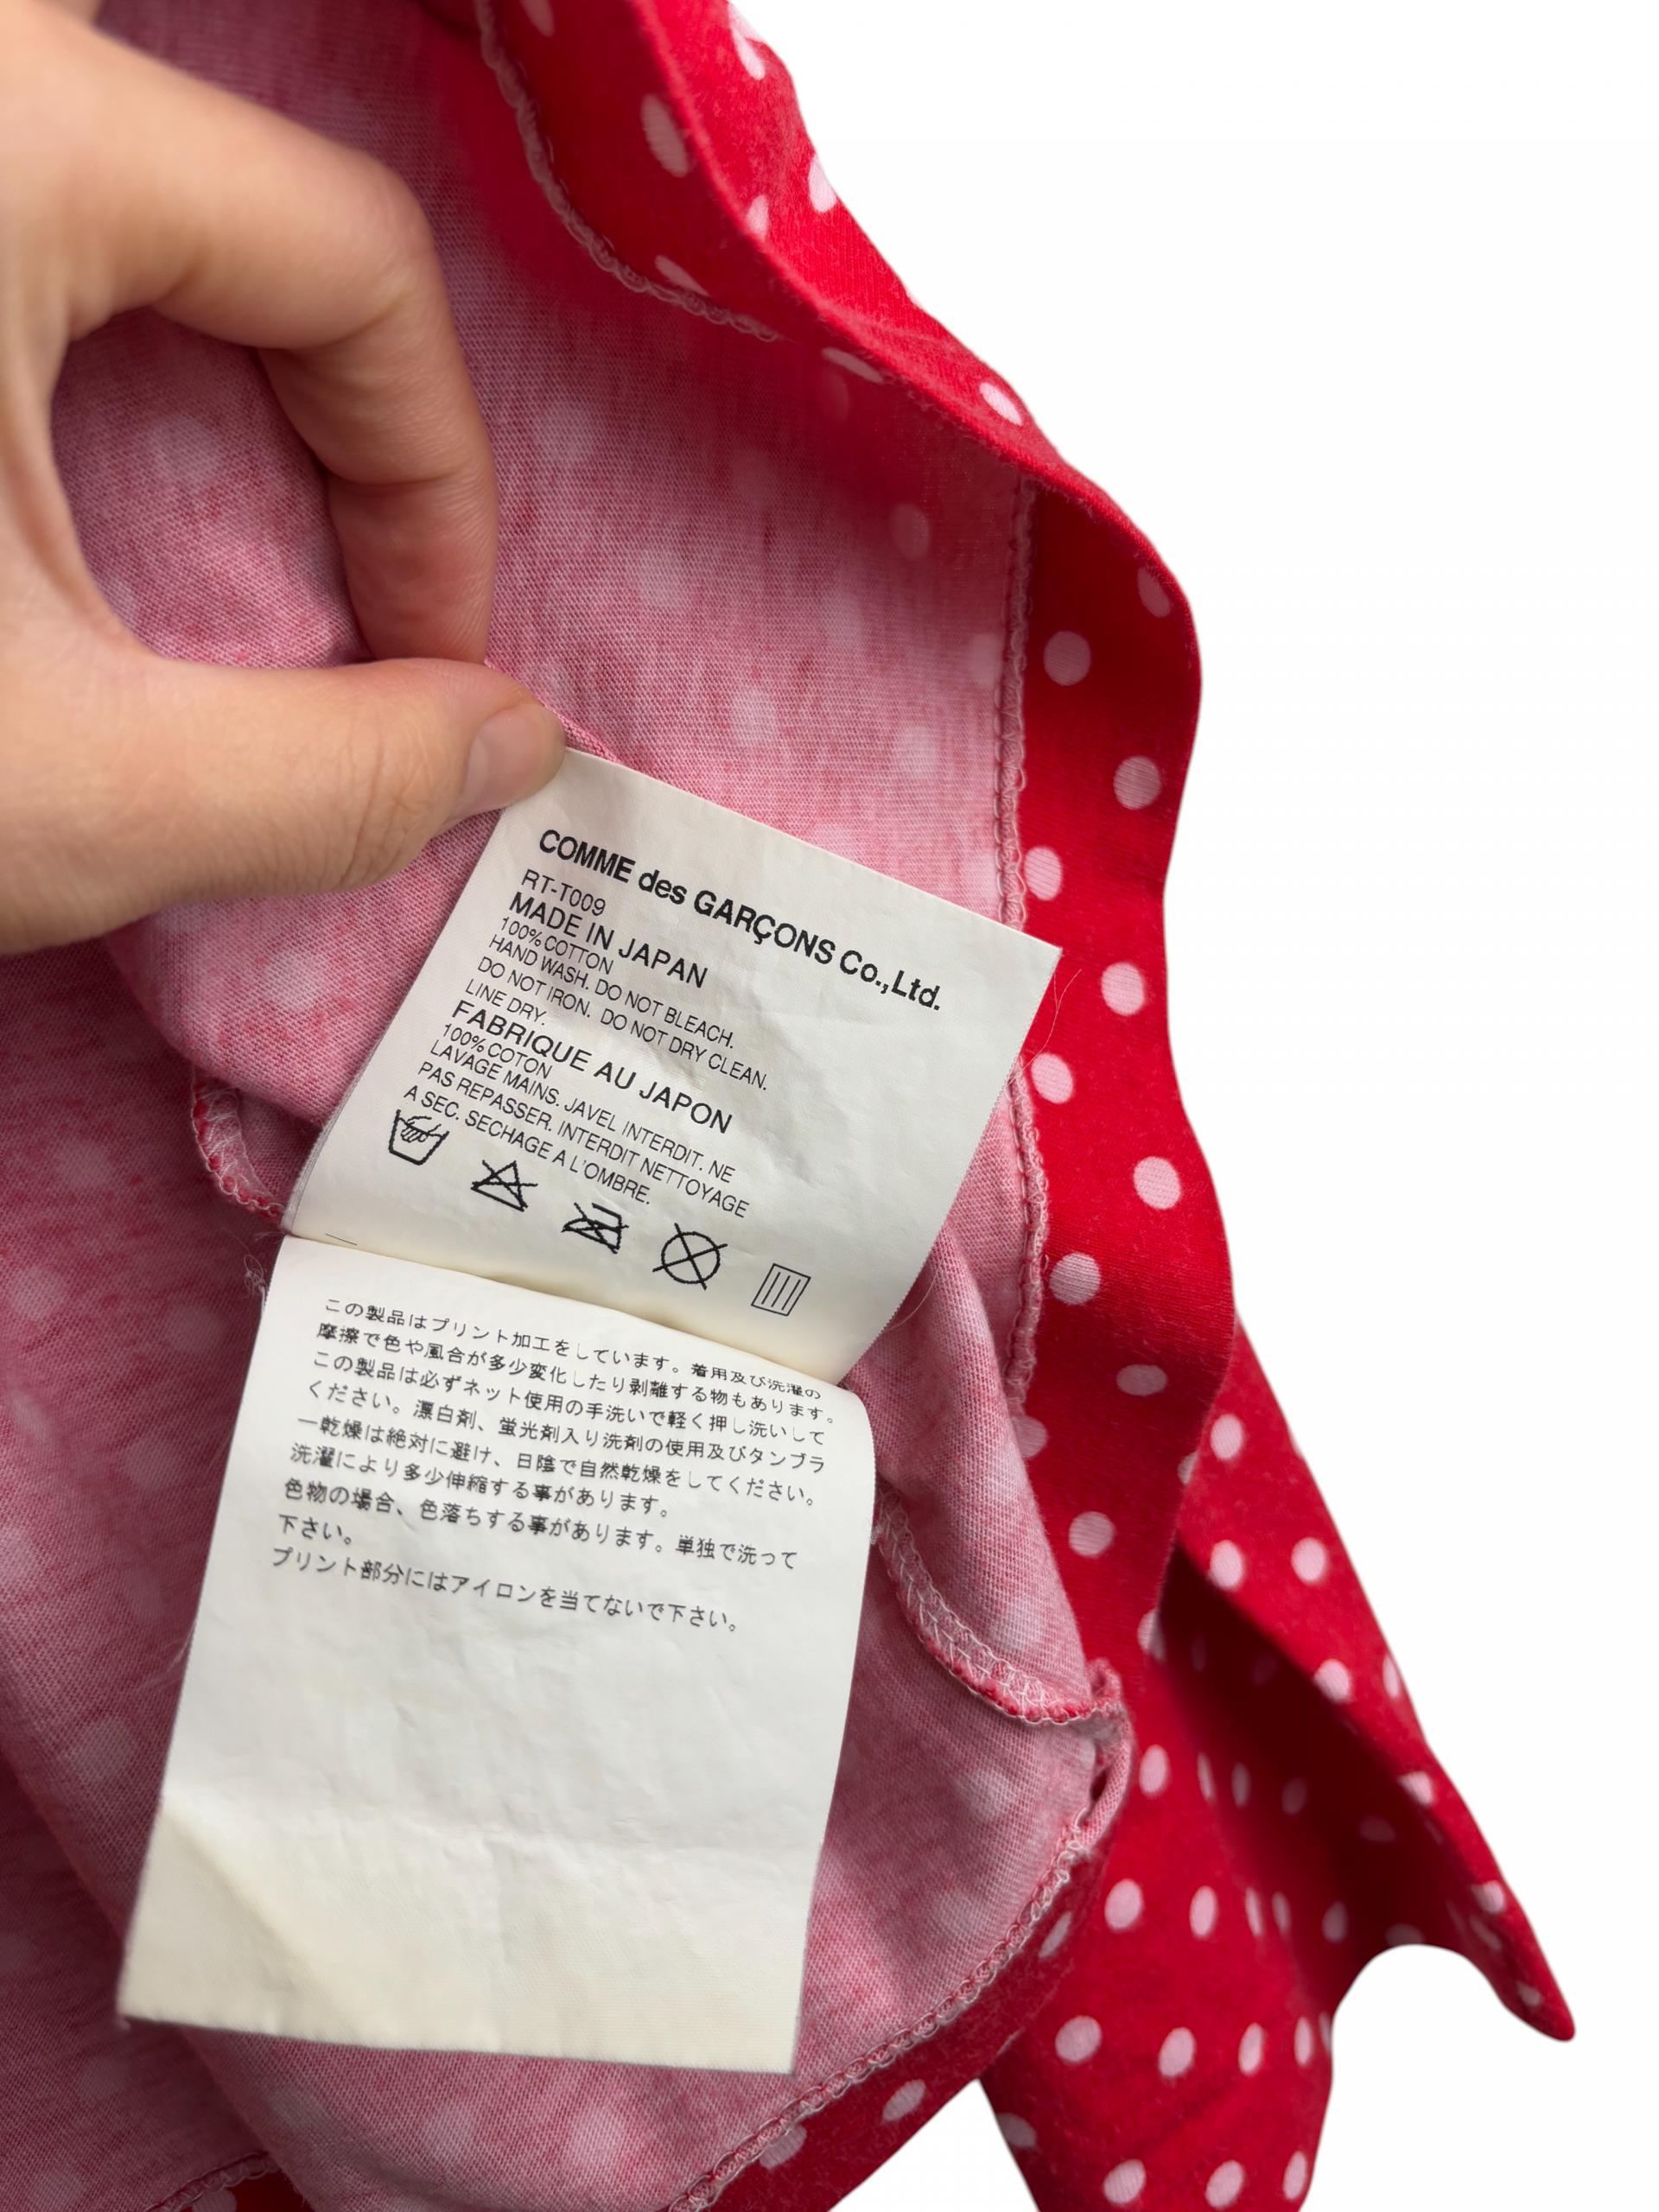 COMME des GARÇONS Co.,Ltd.
RT-T009
MADE IN JAPAN
100% COTTON
HAND WASH. DO NOT BLEACH.
DO NOT IRON. DO NOT DRY CLEAN.
LINE DRY.
FABRIQUE AU JAPON
100% COTON
LAVAGE MAINS. JAVEL INTERDIT. NE
PAS REPASSER. INTERDIT NETTOYAGE
A SEC. SECHAGE A L'OMBRE.
この製品はプリント加工をしています。着用及び洗濯の
摩擦で色や風合が多少変化したり剥離する物もあります。
この製品は必ずネット使用の手洗いで軽く押し洗いして
ください。漂白剤、蛍光剤入り洗剤の使用及びタンブラ
ー乾燥は絶対に避け、日陰で自然乾燥をしてください。
洗濯により多少伸縮する事があります。
色物の場合、色落ちする事があります。単独で洗って
下さい。
プリント部分にはアイロンを当てないで下さい。